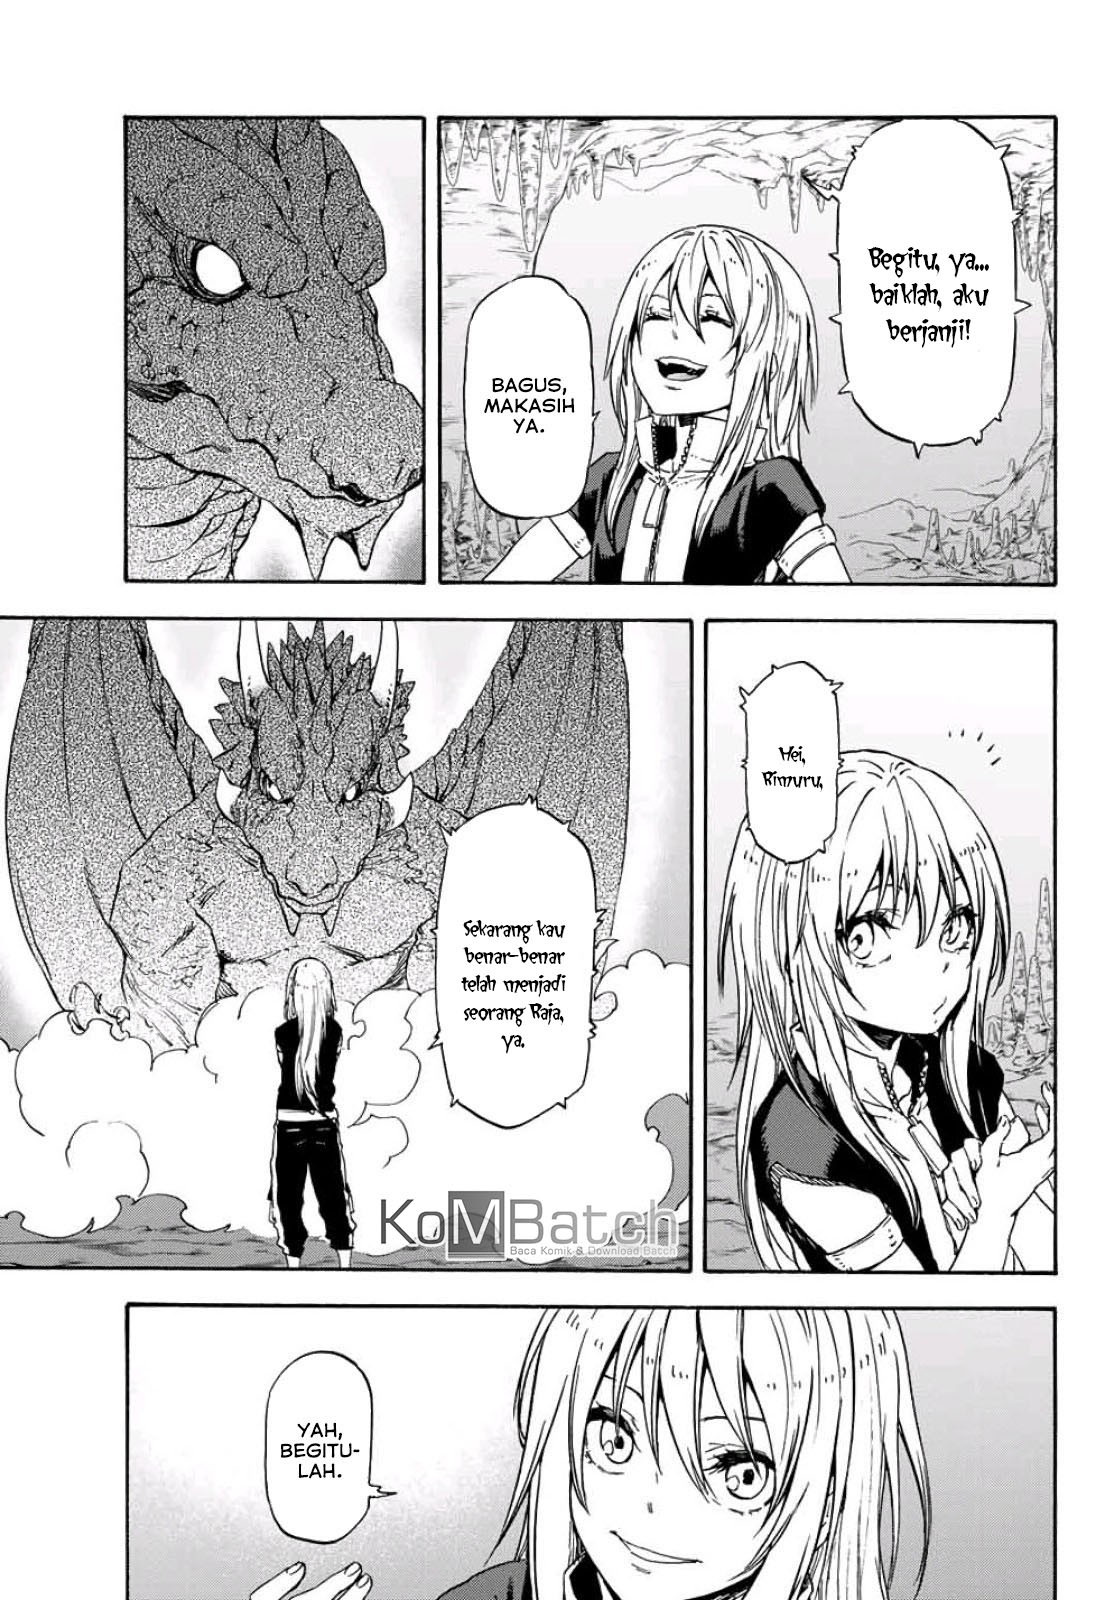 Begitu, ya...
baiklah, aku
berjanji!
BAGUS,
MAKASIH
YA.
Hei,
Rimuru,
Sekarang kau
benar-benar
telah menjadi
seorang Raja,
ya.
KoMBatch
Baca Komik & Download Batch
YAH,
BEGITU-
LAH.